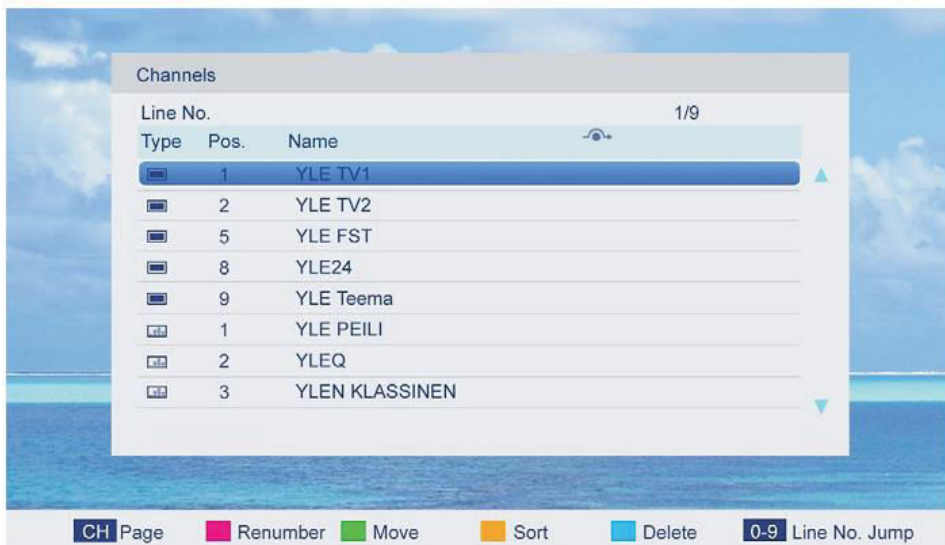 Channels
Line No. 1/9
Type Pos. Name
1 YLE TV1
2 YLE TV2
5 YLE FST
8 YLE24
9 YLE Teema
1 YLE PEILI
2 YLEQ
3 YLEN KLASSINEN
CH Page Renumber Move Sort Delete 0-9 Line No. Jump